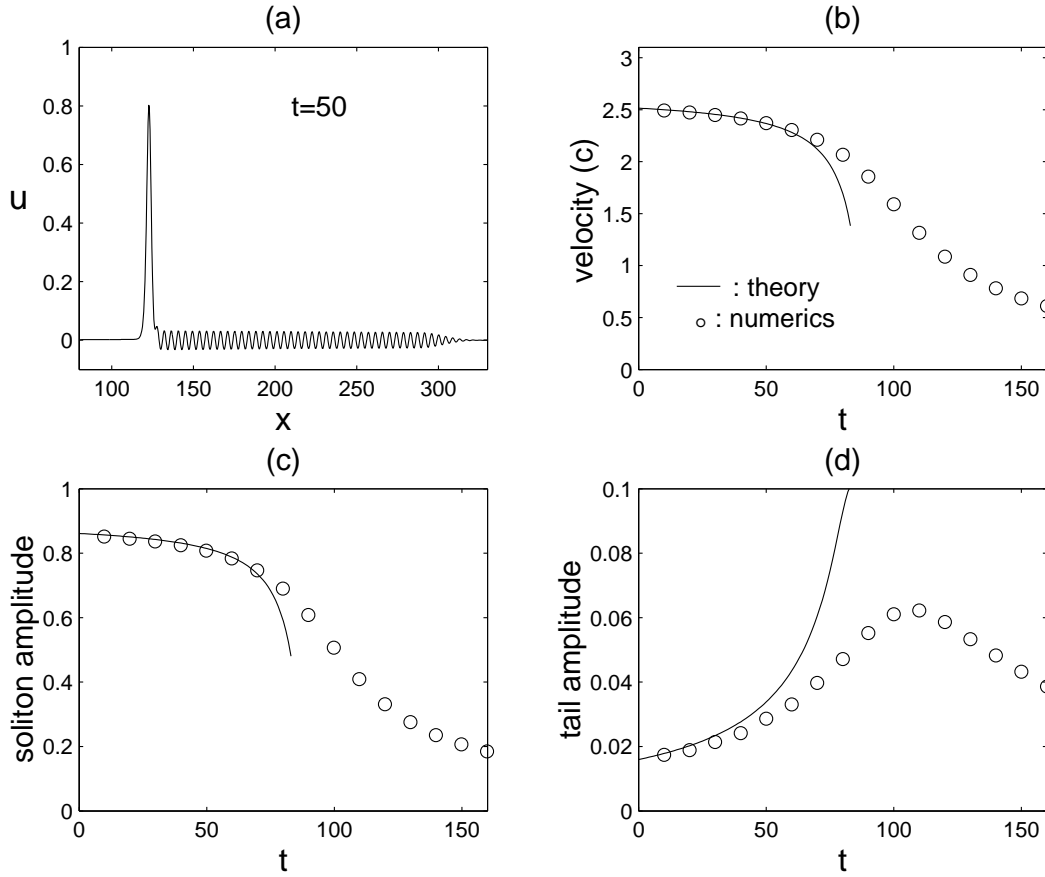 (a)
1
0.8
0.6
0.4
0.2
0
u
t=50
100 150 200 250 300
x
(b)
3
2.5
2
1.5
1
0.5
0
velocity (c)
: theory
: numerics
0 50 100 150
t
(c)
1
0.8
0.6
0.4
0.2
0
soliton amplitude
0 50 100 150
t
(d)
0.1
0.08
0.06
0.04
0.02
0
tail amplitude
0 50 100 150
t